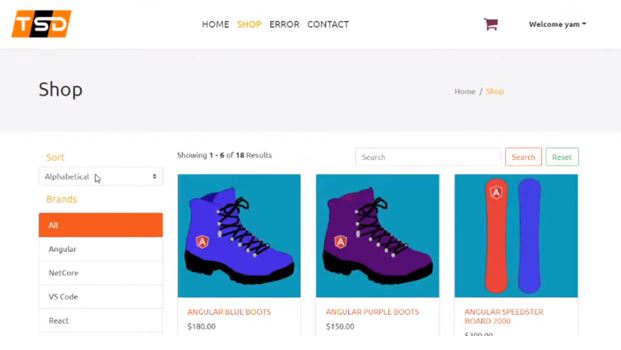 TSD
HOME SHOP ERROR CONTACT
Welcome yam
Shop
Home / Shop
Sort
Alphabetical
Brands
All
Angular
NetCore
VS Code
React
Showing 1 - 6 of 18 Results
Search
Search
Reset
A
A
A
ANGULAR BLUE BOOTS
$180.00
ANGULAR PURPLE BOOTS
$150.00
ANGULAR SPEEDSTER
BOARD 2000